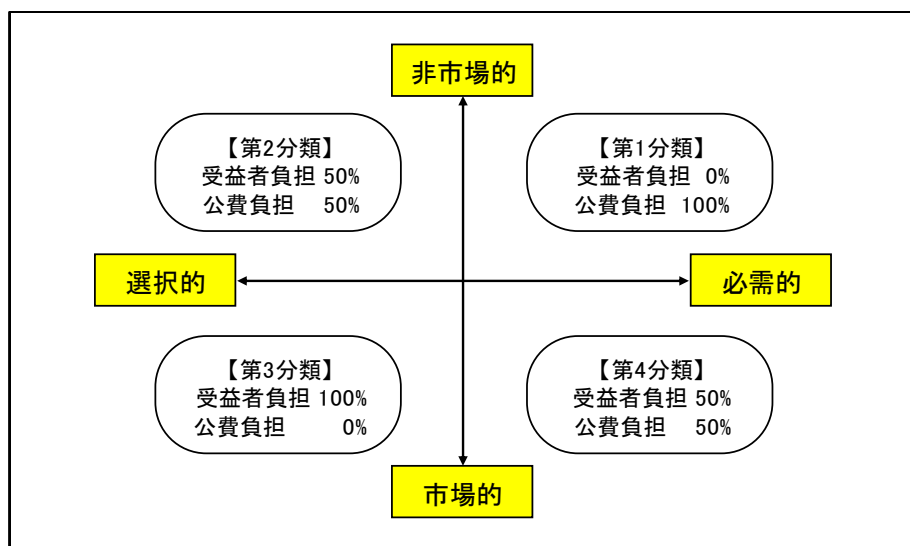 非市場的
【第2分類】
受益者負担 50%
公費負担 50%
【第1分類】
受益者負担 0%
公費負担 100%
選択的
必需的
【第3分類】
受益者負担 100%
公費負担 0%
【第4分類】
受益者負担 50%
公費負担 50%
市場的